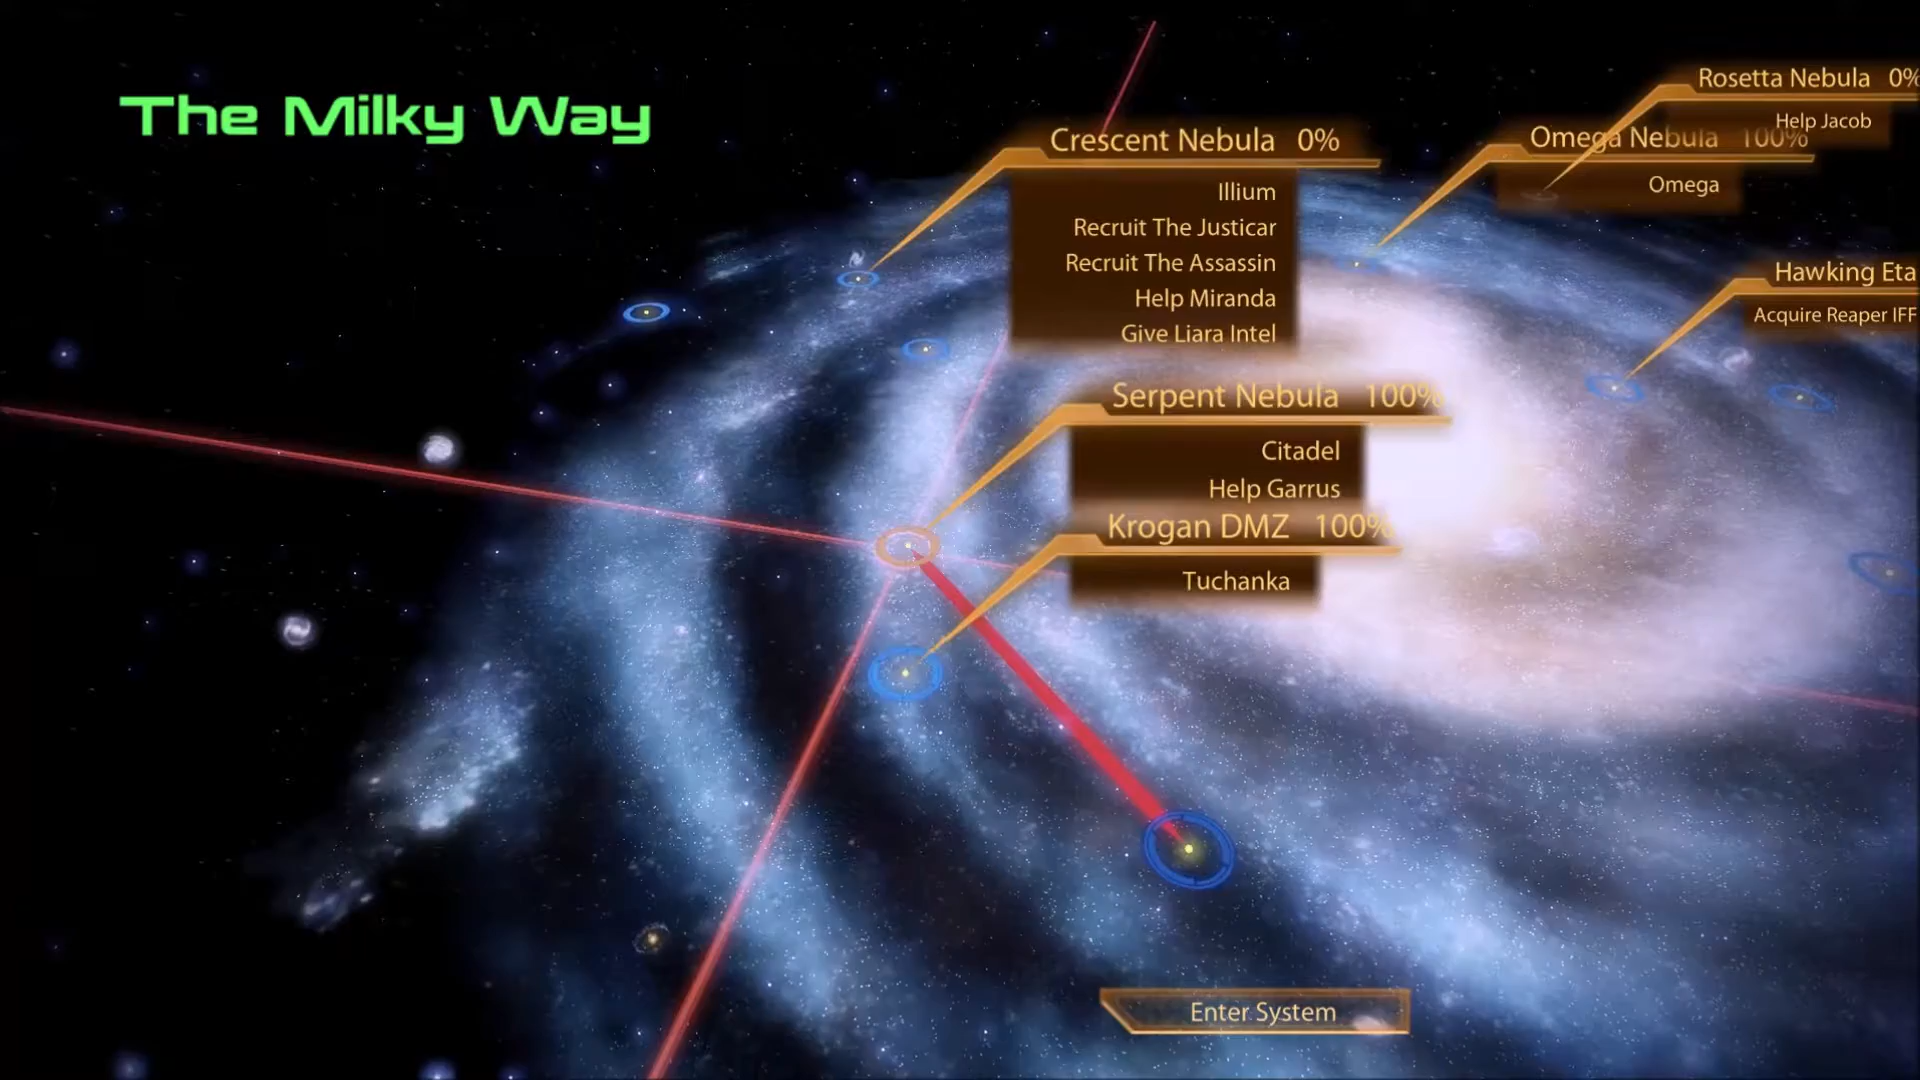 The Milky Way
Rosetta Nebula 0%
Help Jacob
Crescent Nebula 0%
Illium
Recruit The Justicar
Recruit The Assassin
Help Miranda
Give Liara Intel
Omega Nebula 100%
Omega
Hawking Eta
Acquire Reaper IFF
Serpent Nebula 100%
Citadel
Help Garrus
Krogan DMZ 100%
Tuchanka
Enter System